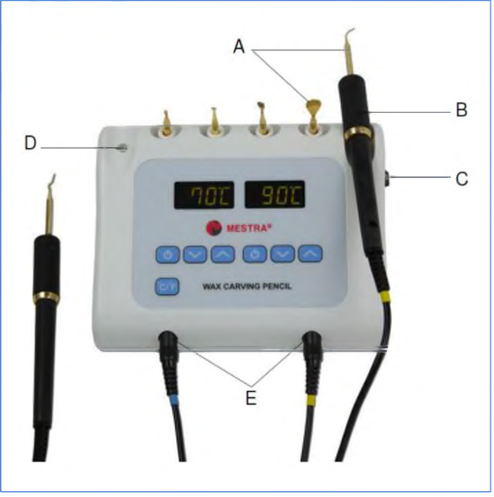 A
B
D
C
70℃ 90℃
MESTRA®
C/F
WAX CARVING PENCIL
E